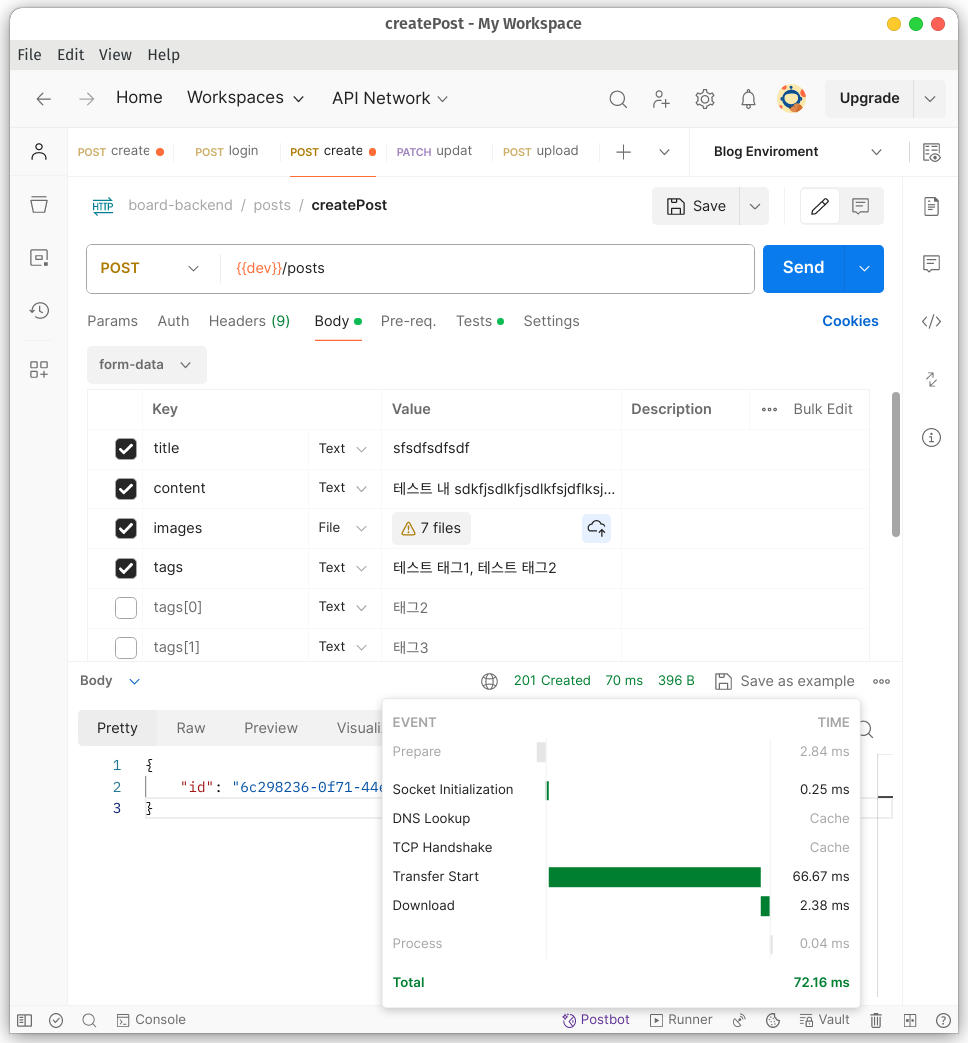 createPost - My Workspace
File Edit View Help
Home Workspaces API Network Upgrade
POST create POST login POST create PATCH updat POST upload Blog Enviroment
HTTP board-backend / posts / createPost Save
POST {{dev}}/posts Send
Params Auth Headers (9) Body Pre-req. Tests Settings Cookies
form-data
Key Value Description Bulk Edit
title Text sfsdfsdfsdf
content Text 테스트 내 sdkfjsdlkfjsdlkfsjdflksj...
images File 7 files
tags Text 테스트 태그1, 테스트 태그2
tags[0] Text 태그2
tags[1] Text 태그3
Body 201 Created 70 ms 396 B Save as example
Pretty Raw Preview Visuali
1 {
2 "id": "6c298236-0f71-44e
3 }
EVENT TIME
Prepare 2.84 ms
Socket Initialization 0.25 ms
DNS Lookup Cache
TCP Handshake Cache
Transfer Start 66.67 ms
Download 2.38 ms
Process 0.04 ms
Total 72.16 ms
Console Postbot Runner Vault